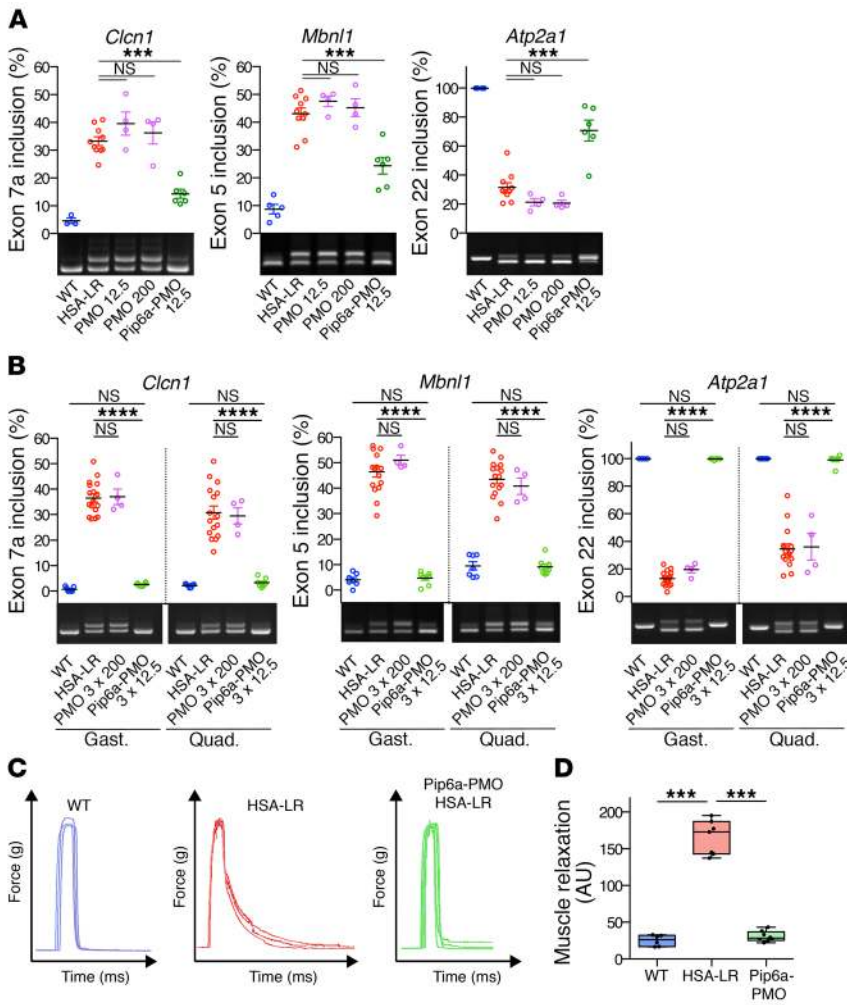 A
Clcn1
***
NS
Exon 7a inclusion (%)
60
50
40
30
20
10
0
WT
HSA-LR
PMO 12.5
PMO 200
Pip6a-PMO
12.5
Mbnl1
***
NS
Exon 5 inclusion (%)
60
50
40
30
20
10
0
WT
HSA-LR
PMO 12.5
PMO 200
Pip6a-PMO
12.5
Atp2a1
***
NS
Exon 22 inclusion (%)
100
80
60
40
20
0
WT
HSA-LR
PMO 12.5
PMO 200
Pip6a-PMO
12.5
B
Clcn1
NS
NS
****
****
NS
NS
Exon 7a inclusion (%)
60
50
40
30
20
10
0
WT
HSA-LR
PMO 3 x 200
Pip6a-PMO
3 x 12.5
WT
HSA-LR
PMO 3 x 200
Pip6a-PMO
3 x 12.5
Gast.
Quad.
Mbnl1
NS
NS
****
****
NS
NS
Exon 5 inclusion (%)
60
50
40
30
20
10
0
WT
HSA-LR
PMO 3 x 200
Pip6a-PMO
3 x 12.5
WT
HSA-LR
PMO 3 x 200
Pip6a-PMO
3 x 12.5
Gast.
Quad.
Atp2a1
NS
NS
****
****
NS
NS
Exon 22 inclusion (%)
100
80
60
40
20
0
WT
HSA-LR
PMO 3 x 200
Pip6a-PMO
3 x 12.5
WT
HSA-LR
PMO 3 x 200
Pip6a-PMO
3 x 12.5
Gast.
Quad.
C
WT
Force (g)
Time (ms)
HSA-LR
Force (g)
Time (ms)
Pip6a-PMO
HSA-LR
Force (g)
Time (ms)
D
*** ***
Muscle relaxation
(AU)
200
150
100
50
0
WT
HSA-LR
Pip6a-
PMO